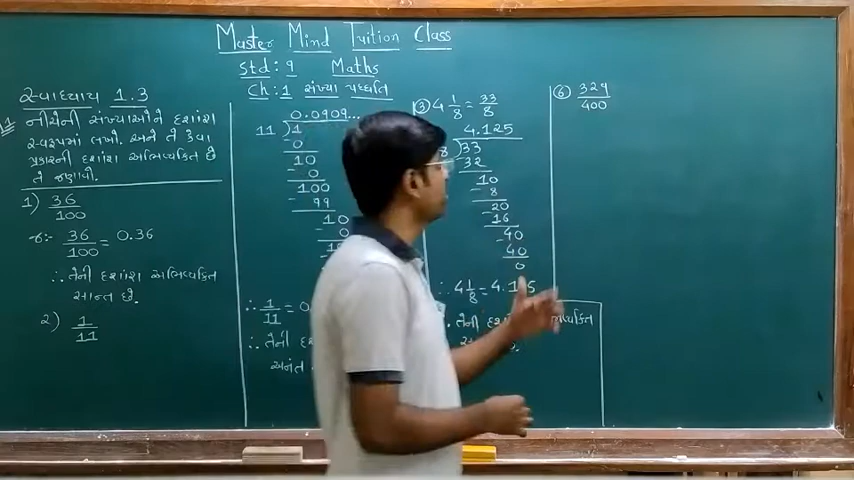 Master Mind Tuition Class
Std: 9 Maths
Ch: 1 સંખ્યા પધ્ધતિ
સ્વાધ્યાય 1.3
1 નીચેની સંખ્યાઓને દશાંશ
સ્વરૂપમાં લખો. અને તે કેવા
પ્રકારની દશાંશ અભિવ્યક્તિ છે
તે જણાવો.
1) 36/100
જ:- 36/100 = 0.36
∴ તેની દશાંશ અભિવ્યક્તિ
સાન્ત છે.
2) 1/11
0.0909...
11 ) 1
- 0
10
- 0
100
- 99
10
- 0
∴ 1/11 = 0
∴ તેની
અનંત
③ 4 1/8 = 33/8
4.125
8 ) 33
- 32
10
- 8
20
- 16
40
- 40
0
∴ 4 1/8 = 4.125
તેની
⑥ 329/400